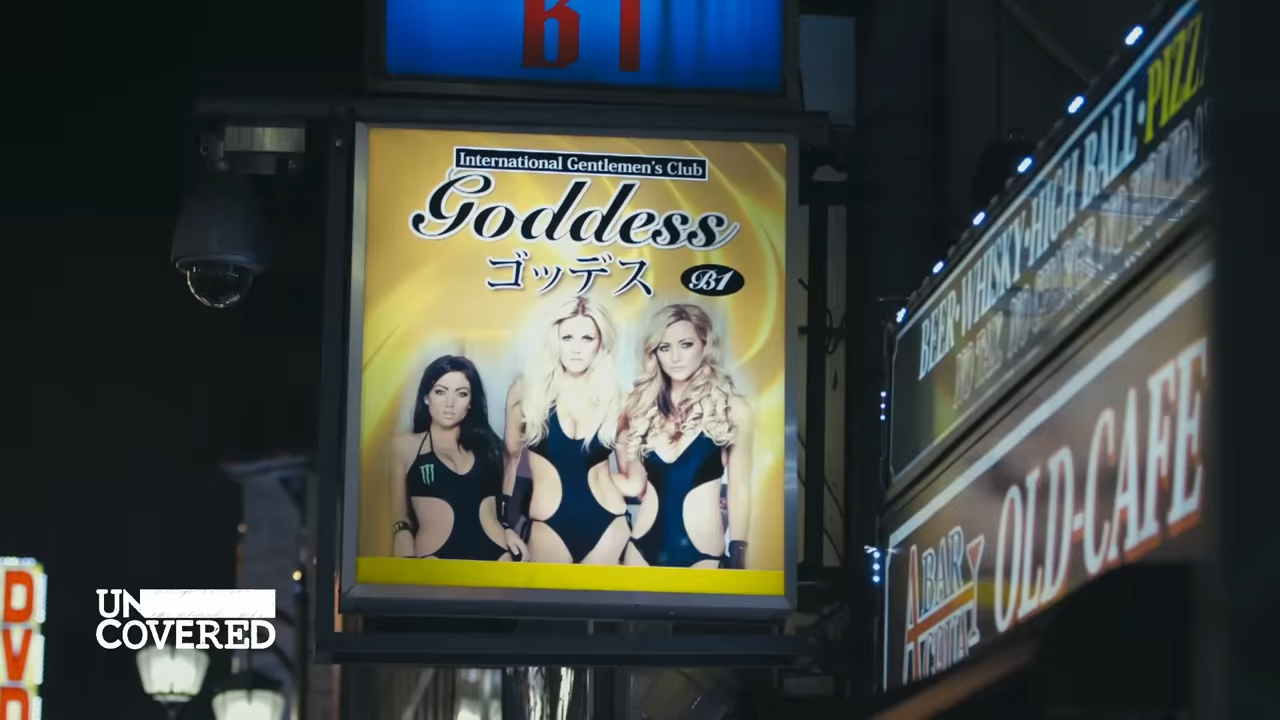 B1
International Gentlemen's Club
Goddess
ゴッデス
B1
BEER·WHISKY·HIGH BALL·PIZZ
OLD-CAFE
A BAR
DVD
UN
COVERED